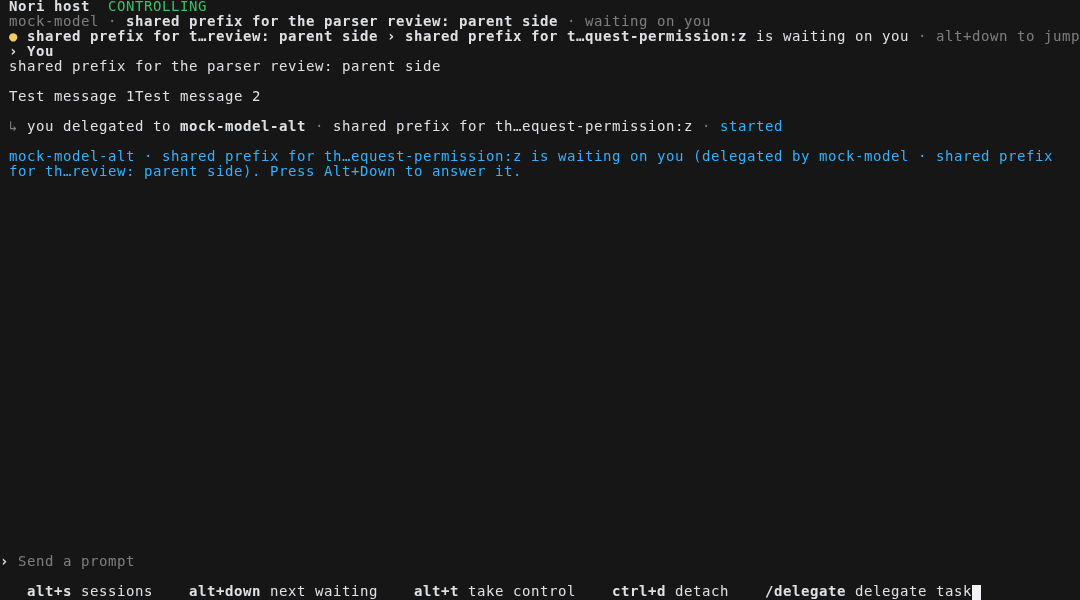 Nori host  CONTROLLING
mock-model · shared prefix for the parser review: parent side · waiting on you
● shared prefix for t…review: parent side › shared prefix for t…quest-permission:z is waiting on you · alt+down to jump
› You
shared prefix for the parser review: parent side
Test message 1Test message 2
↳ you delegated to mock-model-alt · shared prefix for th…equest-permission:z · started
mock-model-alt · shared prefix for th…equest-permission:z is waiting on you (delegated by mock-model · shared prefix
for th…review: parent side). Press Alt+Down to answer it.
› Send a prompt
alt+s sessions    alt+down next waiting    alt+t take control    ctrl+d detach    /delegate delegate task